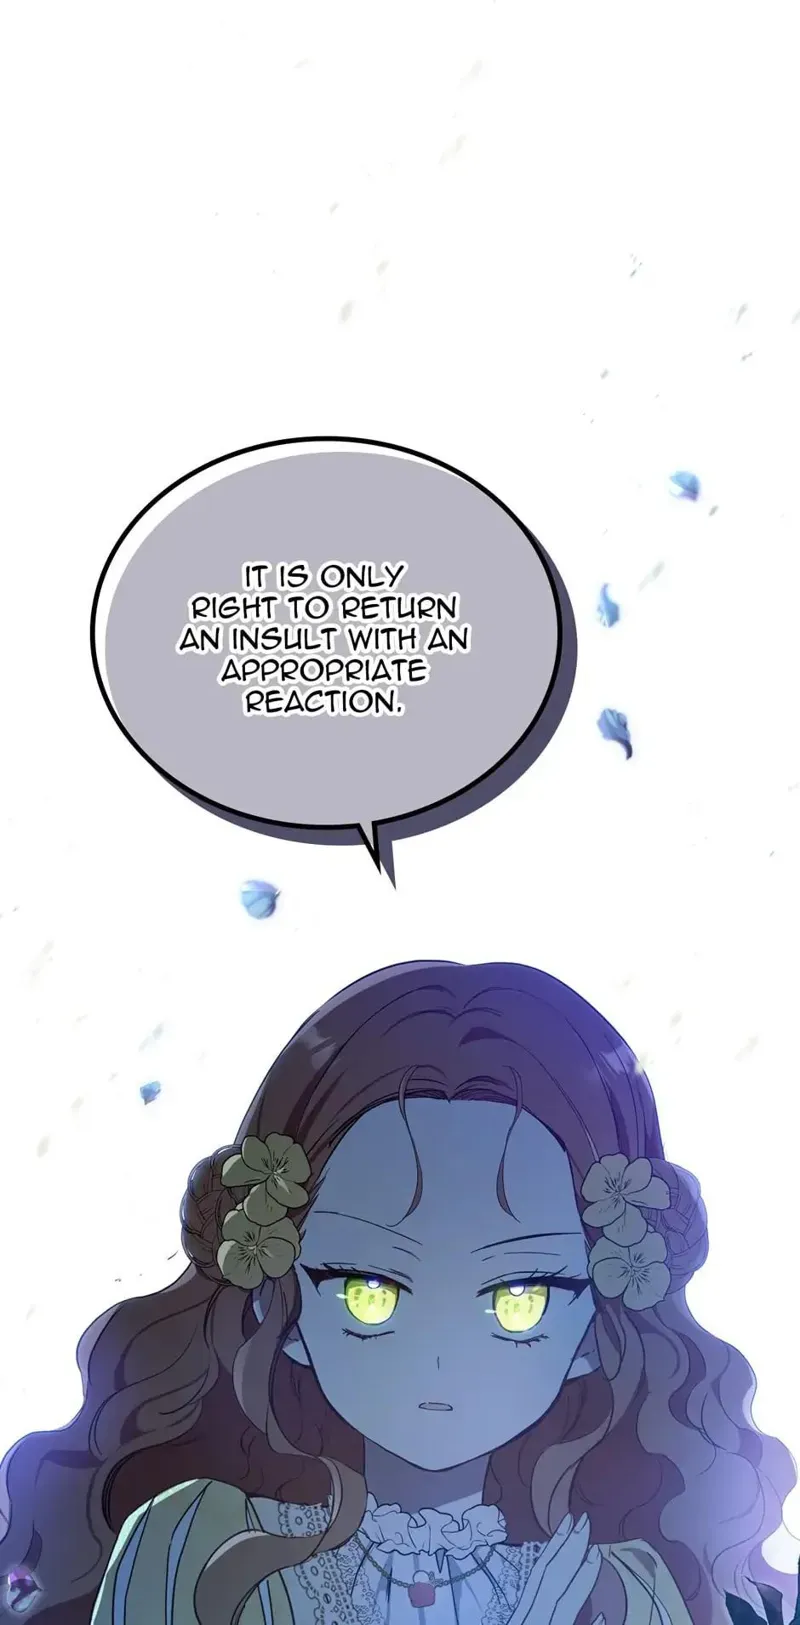 IT IS ONLY
RIGHT TO RETURN
AN INSULT WITH AN
APPROPRIATE
REACTION.